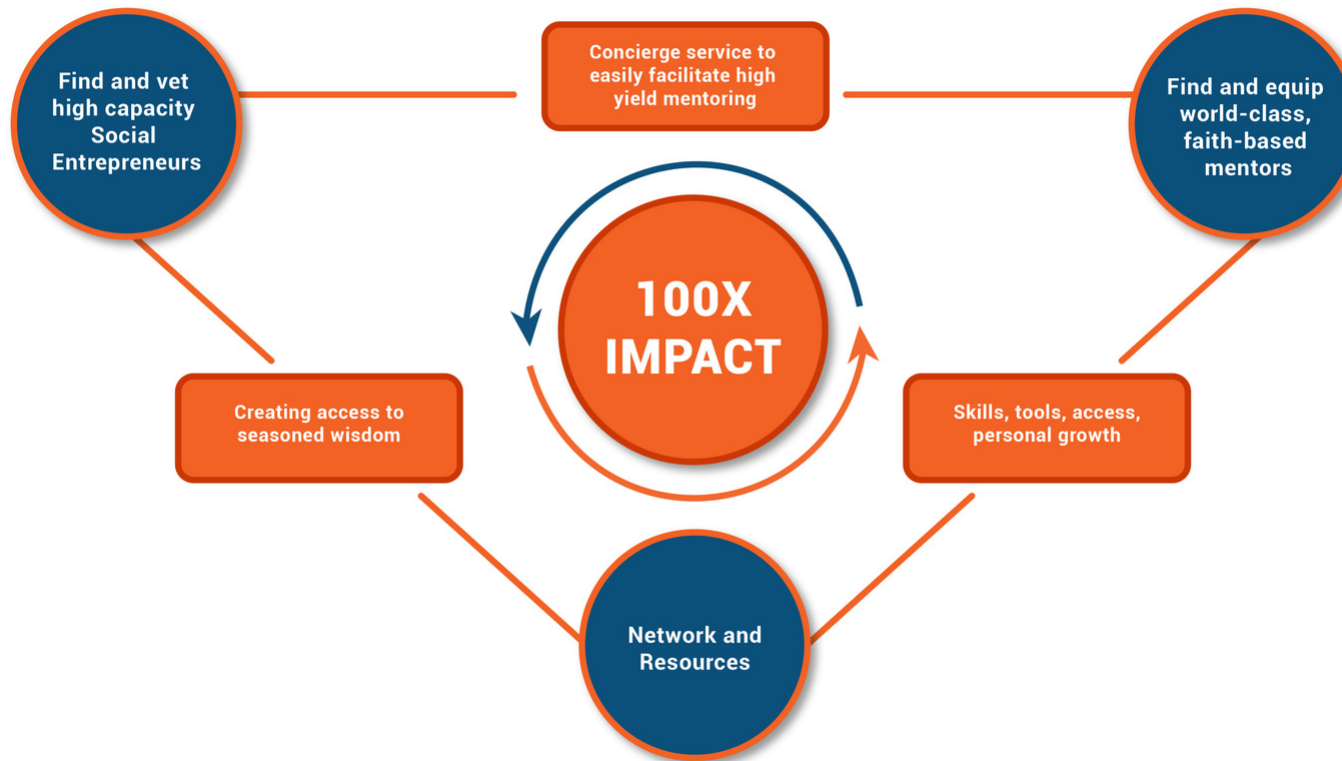 Find and vet
high capacity
Social
Entrepreneurs
Concierge service to
easily facilitate high
yield mentoring
Find and equip
world-class,
faith-based
mentors
100X
IMPACT
Creating access to
seasoned wisdom
Skills, tools, access,
personal growth
Network and
Resources